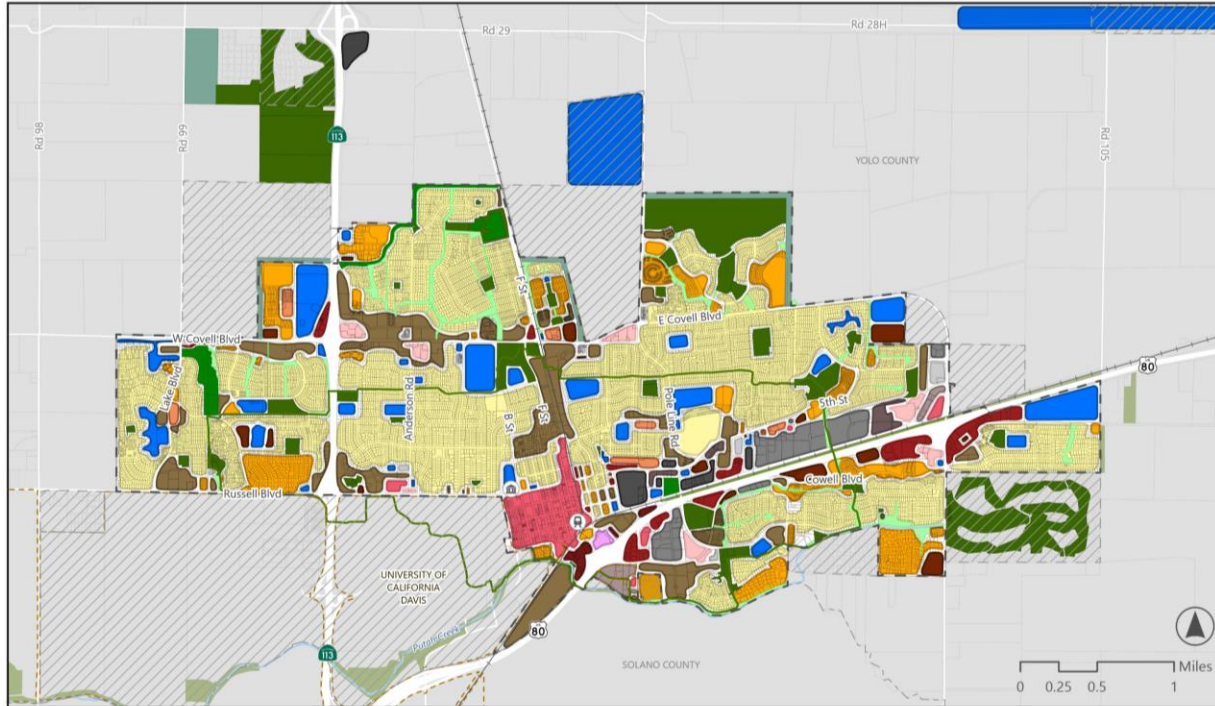 Rd 29
Rd 28H
Rd 98
Rd 99
113
Rd 105
YOLO COUNTY
F St
E Covell Blvd
W Covell Blvd
80
Lake Blvd
Anderson Rd
B St
F St
Pole Line Rd
5th St
Cowell Blvd
Russell Blvd
UNIVERSITY OF
CALIFORNIA
DAVIS
Putah Creek
80
113
SOLANO COUNTY
0 0.25 0.5 1 Miles